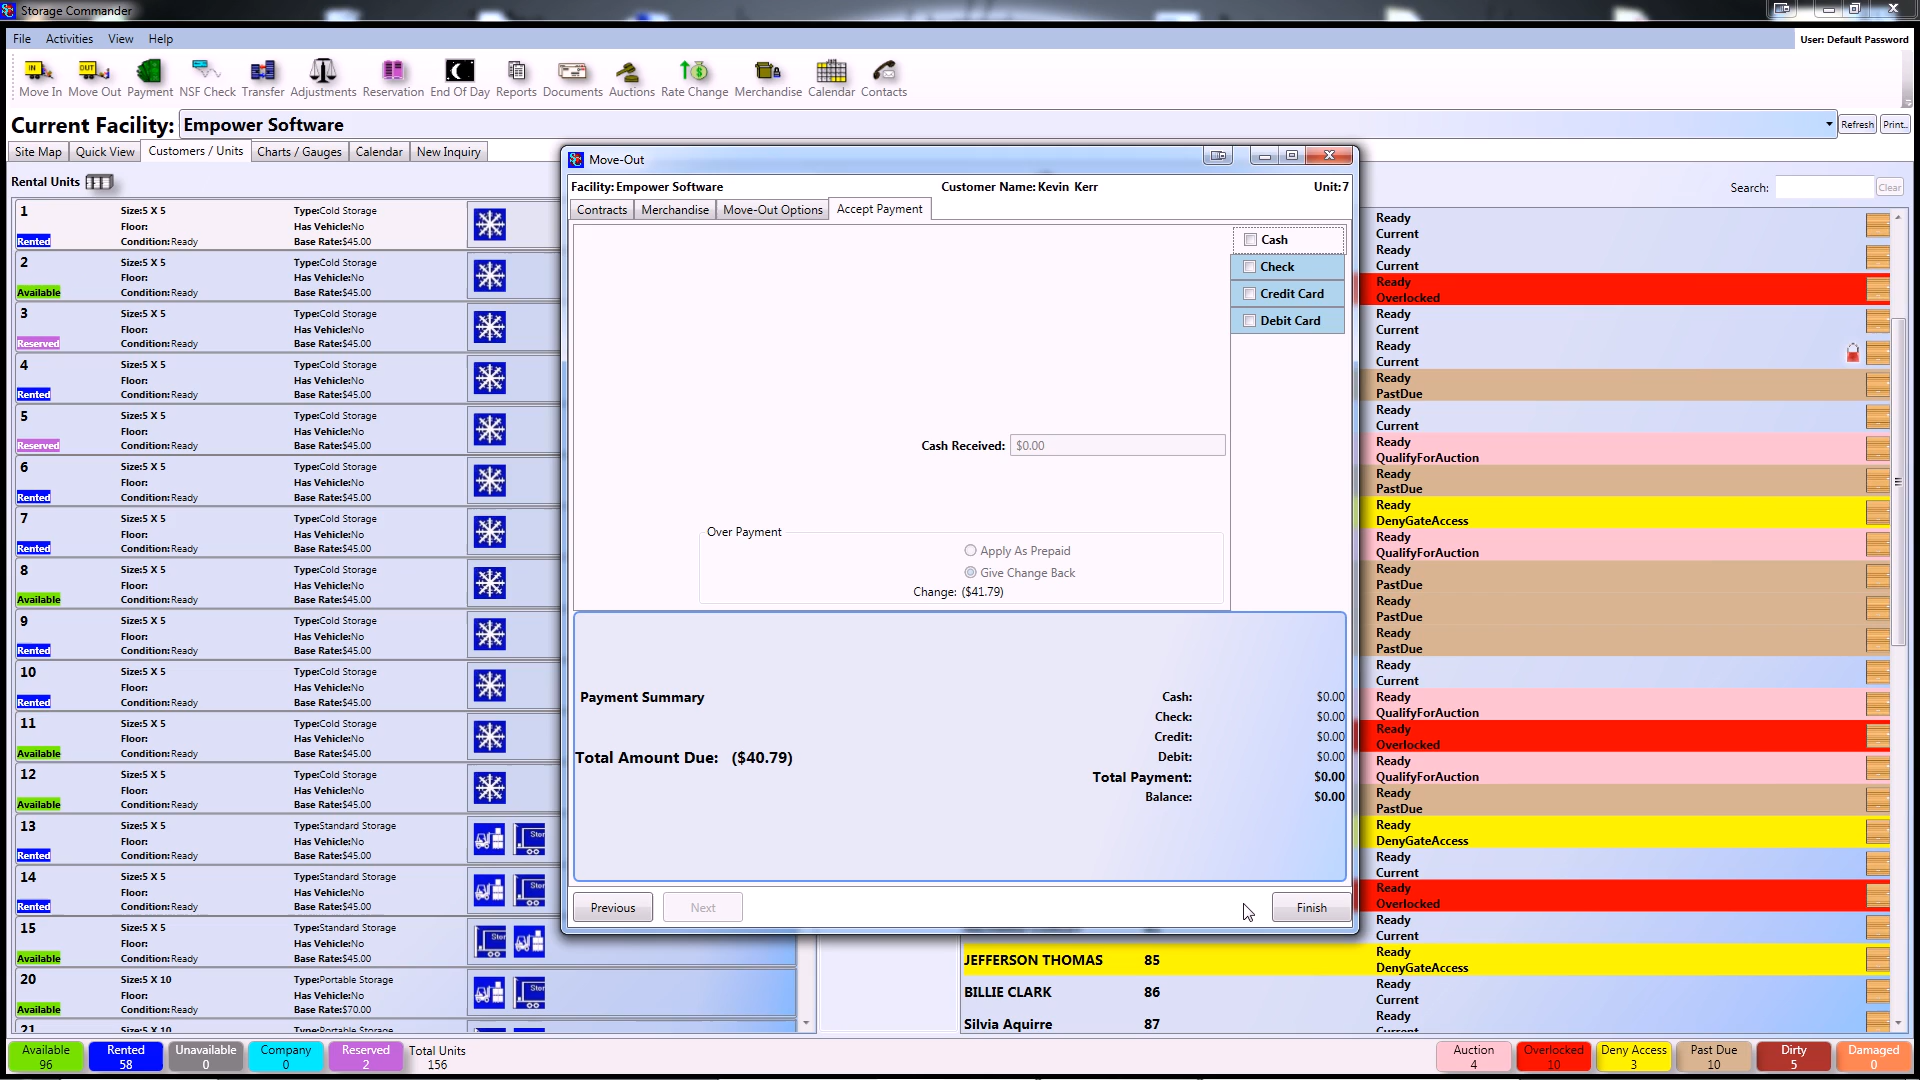 Storage Commander
File Activities View Help
User: Default Password
Move In Move Out Payment NSF Check Transfer Adjustments Reservation End Of Day Reports Documents Auctions Rate Change Merchandise Calendar Contacts
Current Facility: Empower Software Refresh Print..
Site Map Quick View Customers / Units Charts / Gauges Calendar New Inquiry
Rental Units
Search: Clear
1 Size:5 X 5 Type:Cold Storage
Floor: Has Vehicle:No
Rented Condition:Ready Base Rate:$45.00
2 Size:5 X 5 Type:Cold Storage
Floor: Has Vehicle:No
Available Condition:Ready Base Rate:$45.00
3 Size:5 X 5 Type:Cold Storage
Floor: Has Vehicle:No
Reserved Condition:Ready Base Rate:$45.00
4 Size:5 X 5 Type:Cold Storage
Floor: Has Vehicle:No
Rented Condition:Ready Base Rate:$45.00
5 Size:5 X 5 Type:Cold Storage
Floor: Has Vehicle:No
Reserved Condition:Ready Base Rate:$45.00
6 Size:5 X 5 Type:Cold Storage
Floor: Has Vehicle:No
Rented Condition:Ready Base Rate:$45.00
7 Size:5 X 5 Type:Cold Storage
Floor: Has Vehicle:No
Rented Condition:Ready Base Rate:$45.00
8 Size:5 X 5 Type:Cold Storage
Floor: Has Vehicle:No
Available Condition:Ready Base Rate:$45.00
9 Size:5 X 5 Type:Cold Storage
Floor: Has Vehicle:No
Rented Condition:Ready Base Rate:$45.00
10 Size:5 X 5 Type:Cold Storage
Floor: Has Vehicle:No
Rented Condition:Ready Base Rate:$45.00
11 Size:5 X 5 Type:Cold Storage
Floor: Has Vehicle:No
Available Condition:Ready Base Rate:$45.00
12 Size:5 X 5 Type:Cold Storage
Floor: Has Vehicle:No
Available Condition:Ready Base Rate:$45.00
13 Size:5 X 5 Type:Standard Storage
Floor: Has Vehicle:No
Rented Condition:Ready Base Rate:$45.00
14 Size:5 X 5 Type:Standard Storage
Floor: Has Vehicle:No
Rented Condition:Ready Base Rate:$45.00
15 Size:5 X 5 Type:Standard Storage
Floor: Has Vehicle:No
Available Condition:Ready Base Rate:$45.00
20 Size:5 X 10 Type:Portable Storage
Floor: Has Vehicle:No
Available Condition:Ready Base Rate:$70.00
21 Size:5 X 10 Type:Portable Storage
Move-Out
Facility: Empower Software Customer Name: Kevin Kerr Unit:7
Contracts Merchandise Move-Out Options Accept Payment
Cash
Check
Credit Card
Debit Card
Cash Received: $0.00
Over Payment
Apply As Prepaid
Give Change Back
Change: ($41.79)
Payment Summary
Total Amount Due: ($40.79)
Cash: $0.00
Check: $0.00
Credit: $0.00
Debit: $0.00
Total Payment: $0.00
Balance: $0.00
Previous Next Finish
Ready
Current
Ready
Current
Ready
Overlocked
Ready
Current
Ready
Current
Ready
PastDue
Ready
Current
Ready
QualifyForAuction
Ready
PastDue
Ready
DenyGateAccess
Ready
QualifyForAuction
Ready
PastDue
Ready
PastDue
Ready
PastDue
Ready
Current
Ready
QualifyForAuction
Ready
Overlocked
Ready
QualifyForAuction
Ready
PastDue
Ready
DenyGateAccess
Ready
Current
Ready
Overlocked
Ready
Current
JEFFERSON THOMAS 85 Ready
DenyGateAccess
BILLIE CLARK 86 Ready
Current
Silvia Aquirre 87 Ready
Current
Available 96
Rented 58
Unavailable 0
Company 0
Reserved 2
Total Units 156
Auction 4
Overlocked 10
Deny Access 3
Past Due 10
Dirty 5
Damaged 0